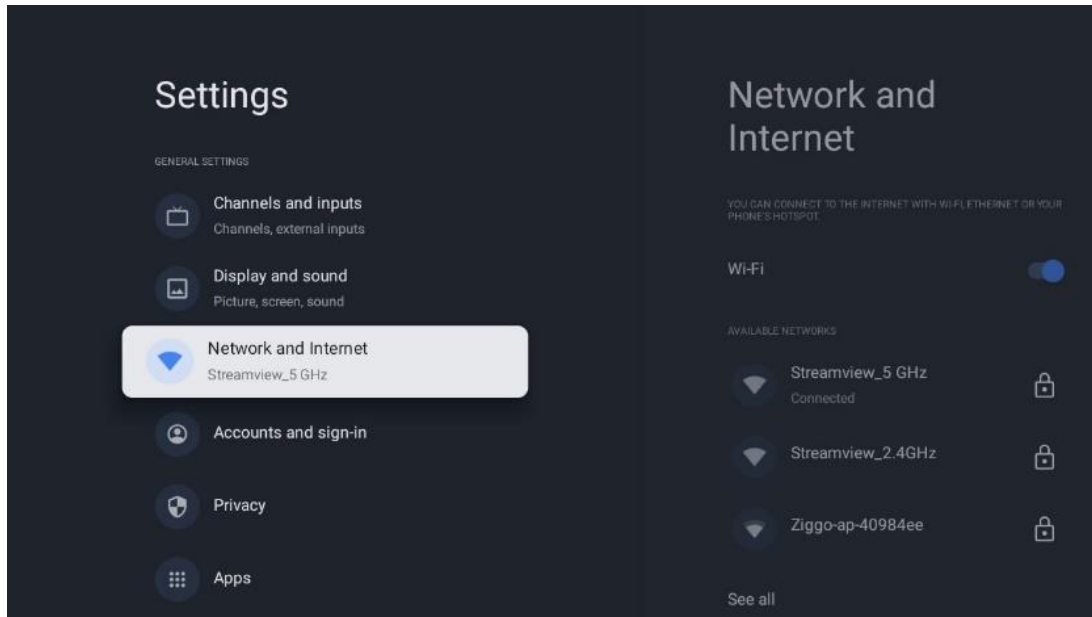 Settings
GENERAL SETTINGS
Channels and inputs
Channels, external inputs
Display and sound
Picture, screen, sound
Network and Internet
Streamview_5 GHz
Accounts and sign-in
Privacy
Apps
Network and
Internet
YOU CAN CONNECT TO THE INTERNET WITH WI-FI, ETHERNET OR YOUR
PHONE'S HOTSPOT.
Wi-Fi
AVAILABLE NETWORKS
Streamview_5 GHz
Connected
Streamview_2.4GHz
Ziggo-ap-40984ee
See all